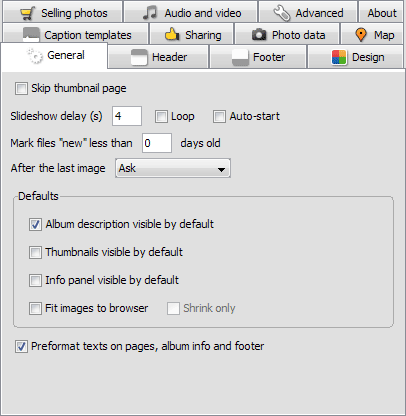 Selling photos Audio and video Advanced About
Caption templates Sharing Photo data Map
General Header Footer Design
Skip thumbnail page
Slideshow delay (s) 4 Loop Auto-start
Mark files "new" less than 0 days old
After the last image Ask
Defaults
Album description visible by default
Thumbnails visible by default
Info panel visible by default
Fit images to browser Shrink only
Preformat texts on pages, album info and footer